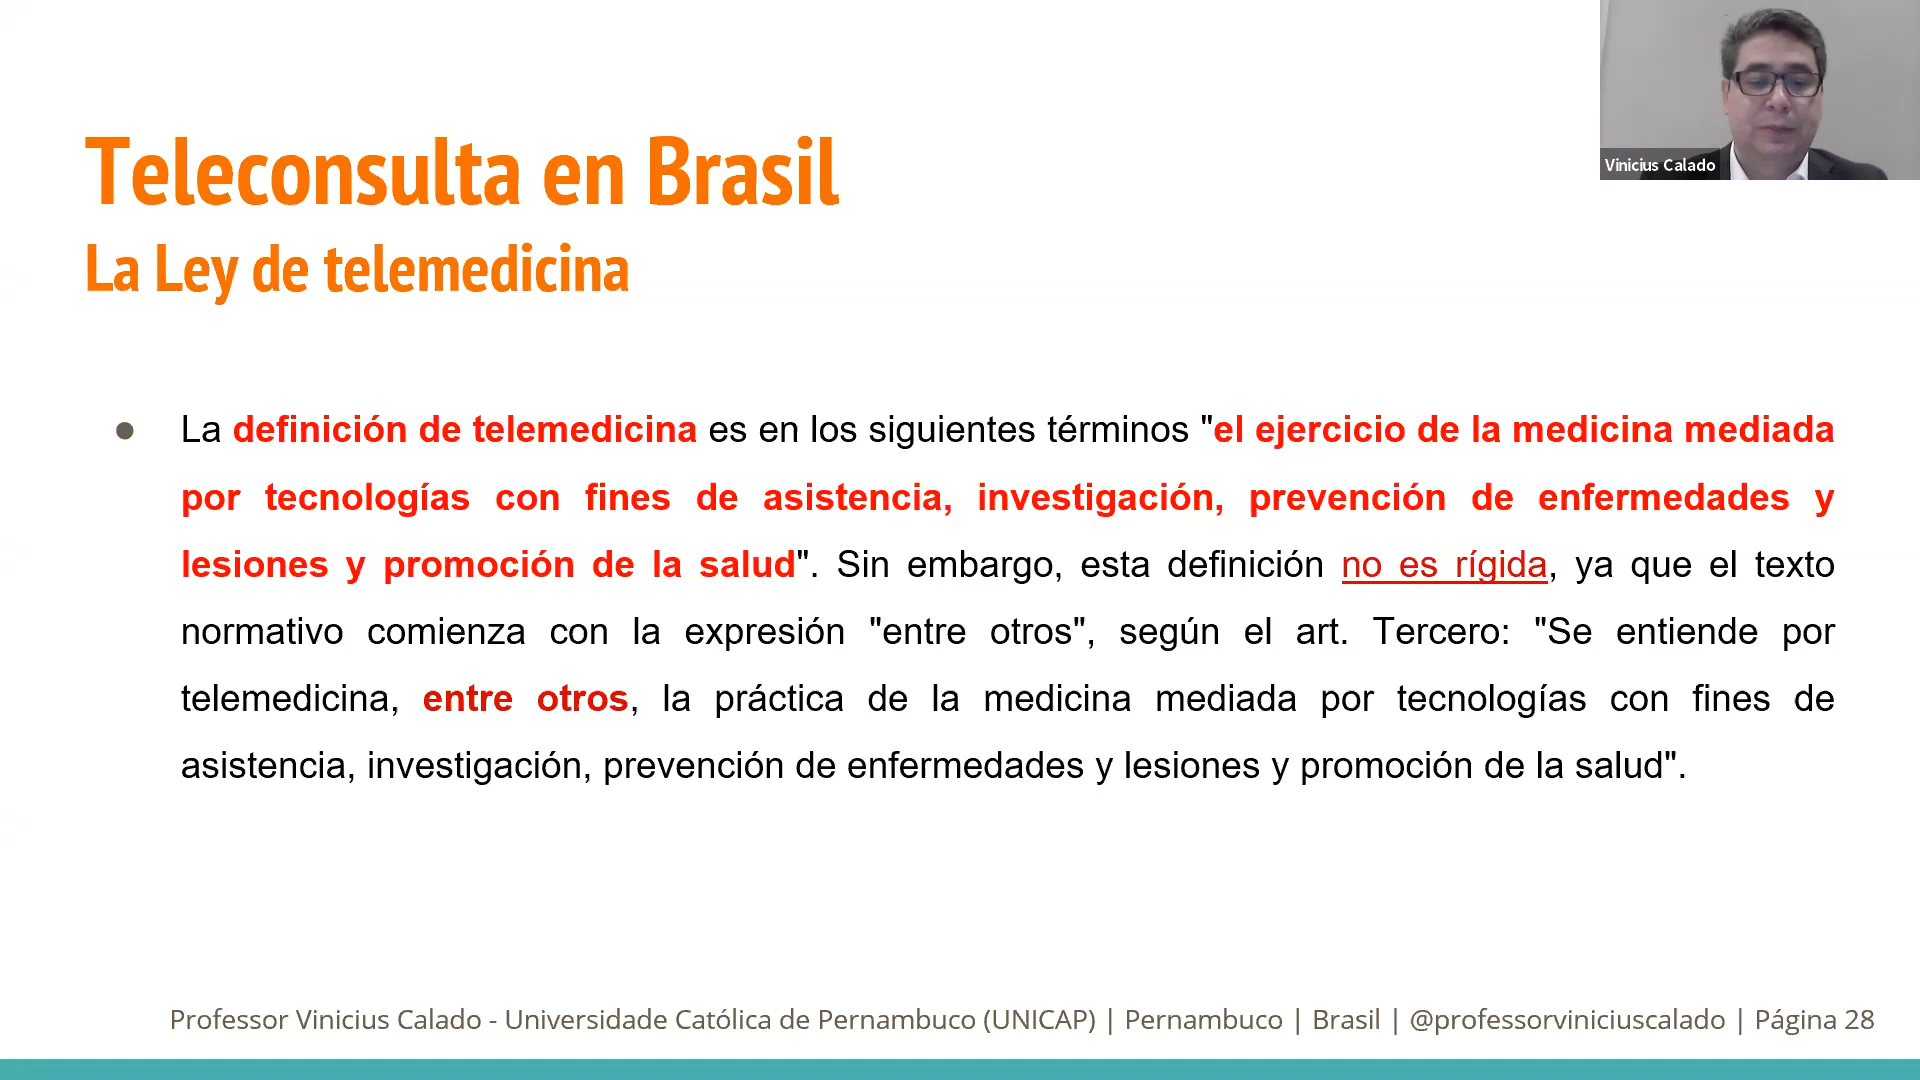 Vinicius Calado
Teleconsulta en Brasil
La Ley de telemedicina
● La definición de telemedicina es en los siguientes términos "el ejercicio de la medicina mediada
por tecnologías con fines de asistencia, investigación, prevención de enfermedades y
lesiones y promoción de la salud". Sin embargo, esta definición no es rígida, ya que el texto
normativo comienza con la expresión "entre otros", según el art. Tercero: "Se entiende por
telemedicina, entre otros, la práctica de la medicina mediada por tecnologías con fines de
asistencia, investigación, prevención de enfermedades y lesiones y promoción de la salud".
Professor Vinicius Calado - Universidade Católica de Pernambuco (UNICAP) | Pernambuco | Brasil | @professorviniciuscalado | Página 28